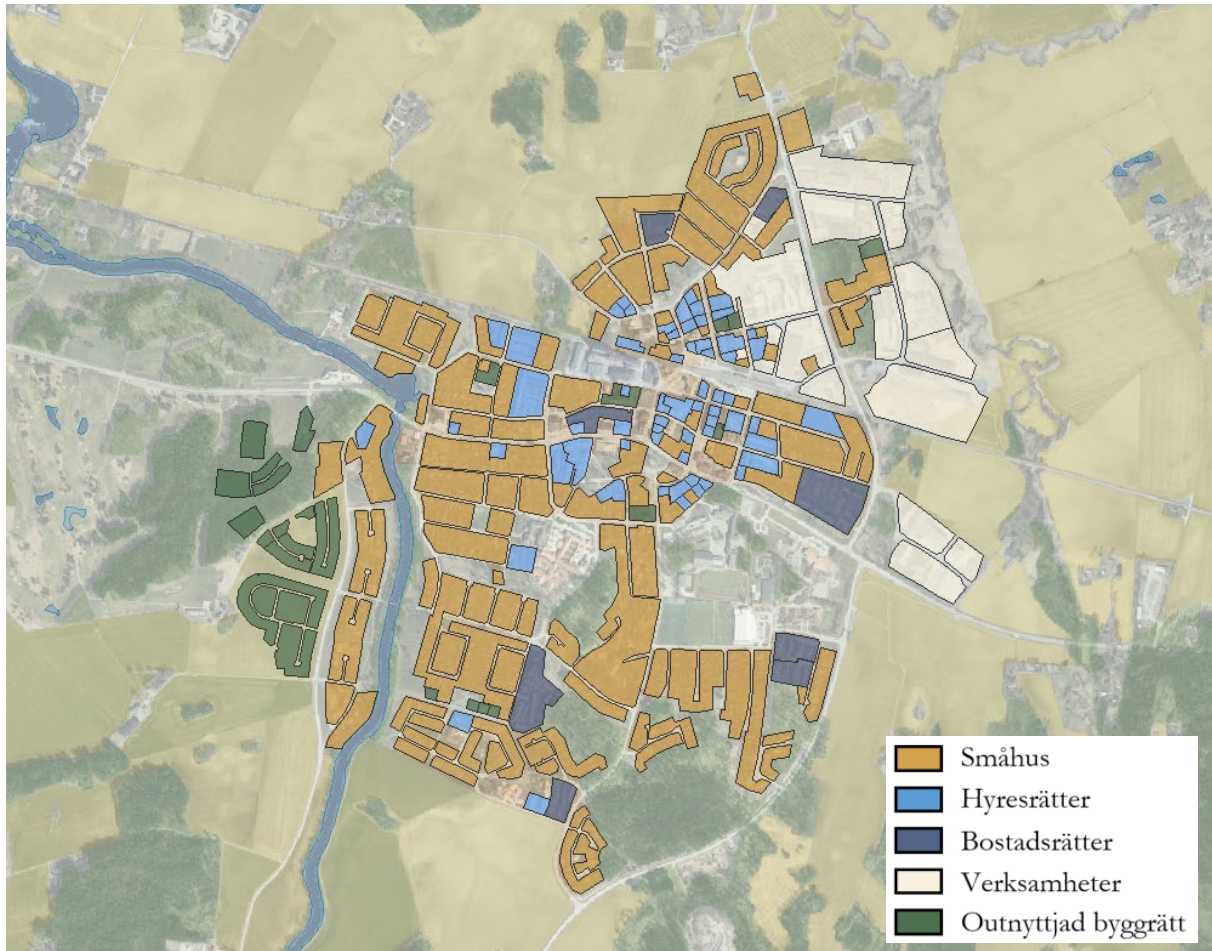 Småhus
Hyresrätter
Bostadsrätter
Verksamheter
Outnyttjad byggrätt